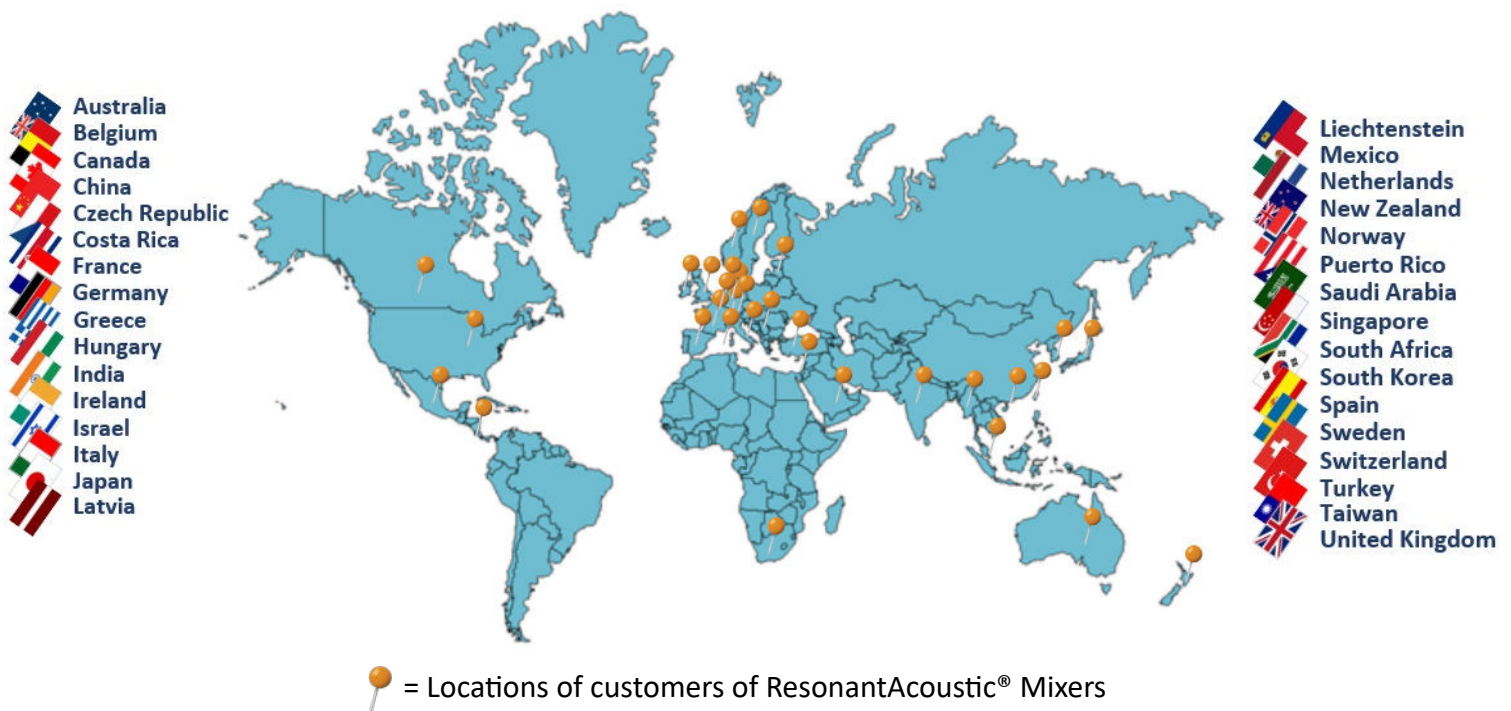 Australia
Belgium
Canada
China
Czech Republic
Costa Rica
France
Germany
Greece
Hungary
India
Ireland
Israel
Italy
Japan
Latvia
Liechtenstein
Mexico
Netherlands
New Zealand
Norway
Puerto Rico
Saudi Arabia
Singapore
South Africa
South Korea
Spain
Sweden
Switzerland
Turkey
Taiwan
United Kingdom
= Locations of customers of ResonantAcoustic® Mixers